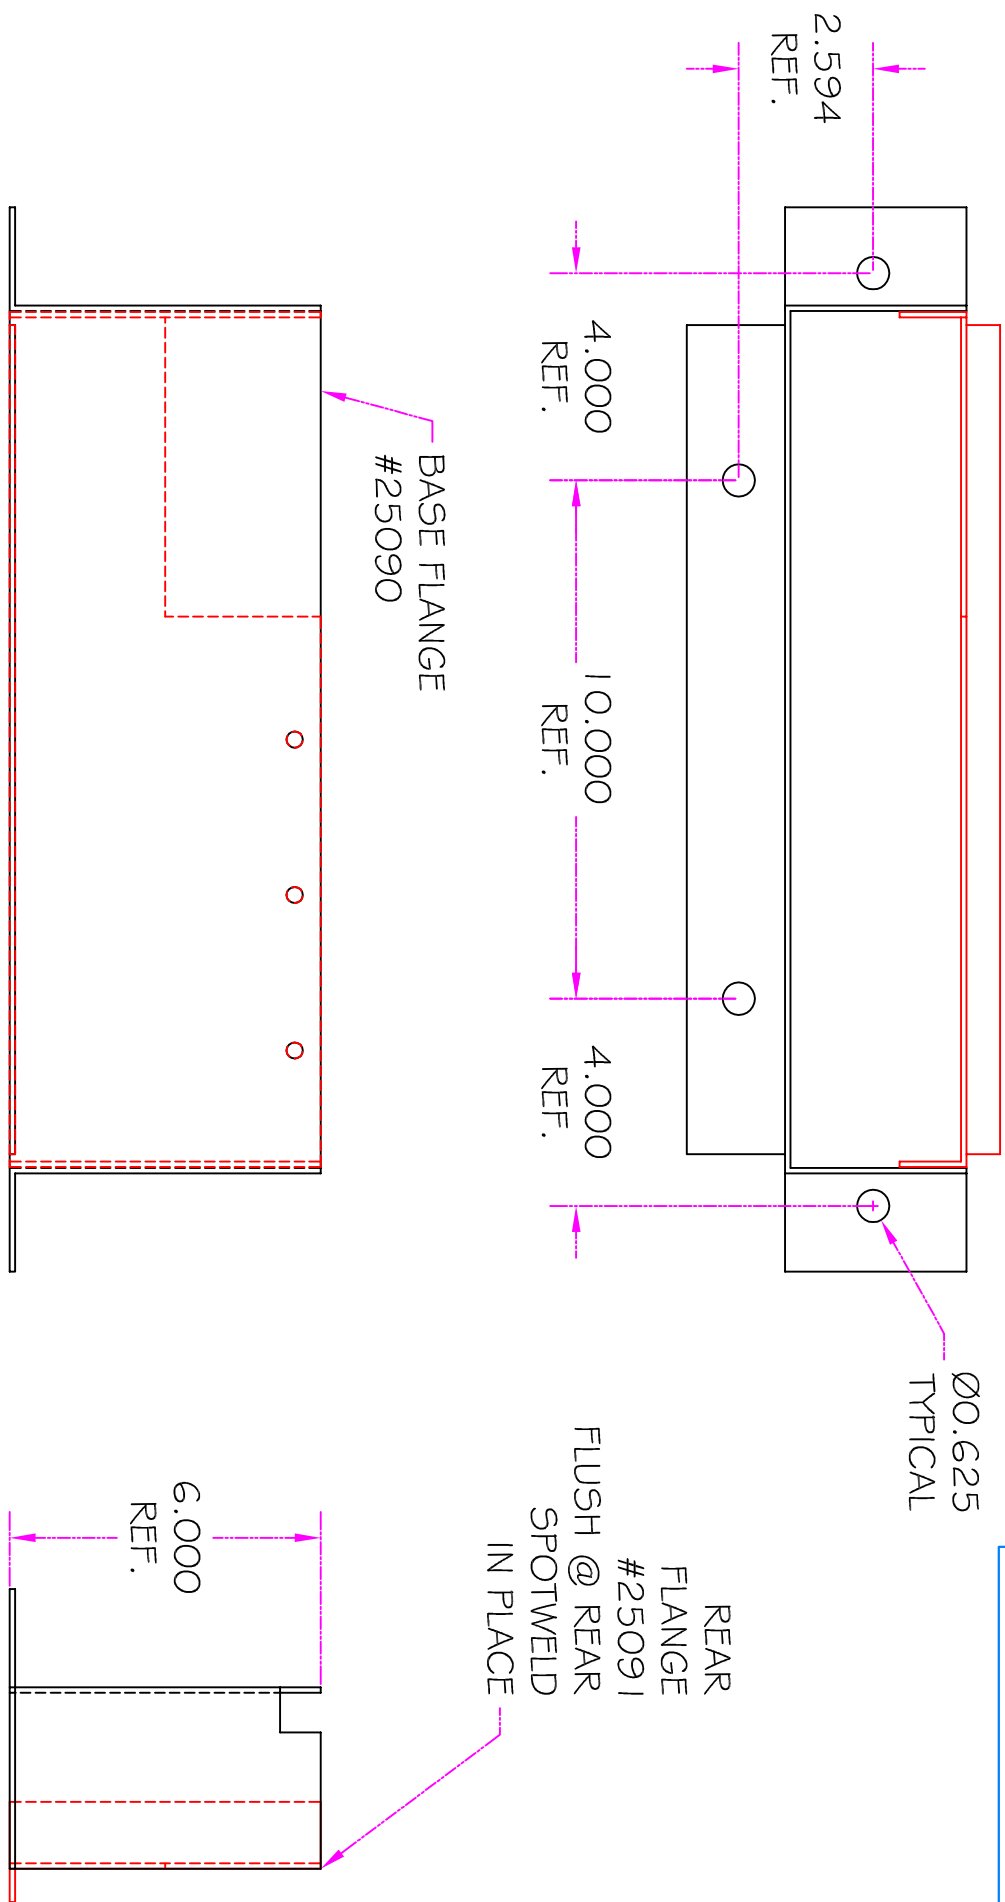 2.594
REF.
4.000
REF.
10.000
REF.
4.000
REF.
Ø0.625
TYPICAL
BASE FLANGE
#25090
REAR
FLANGE
#25091
FLUSH @ REAR
SPOTWELD
IN PLACE
6.000
REF.